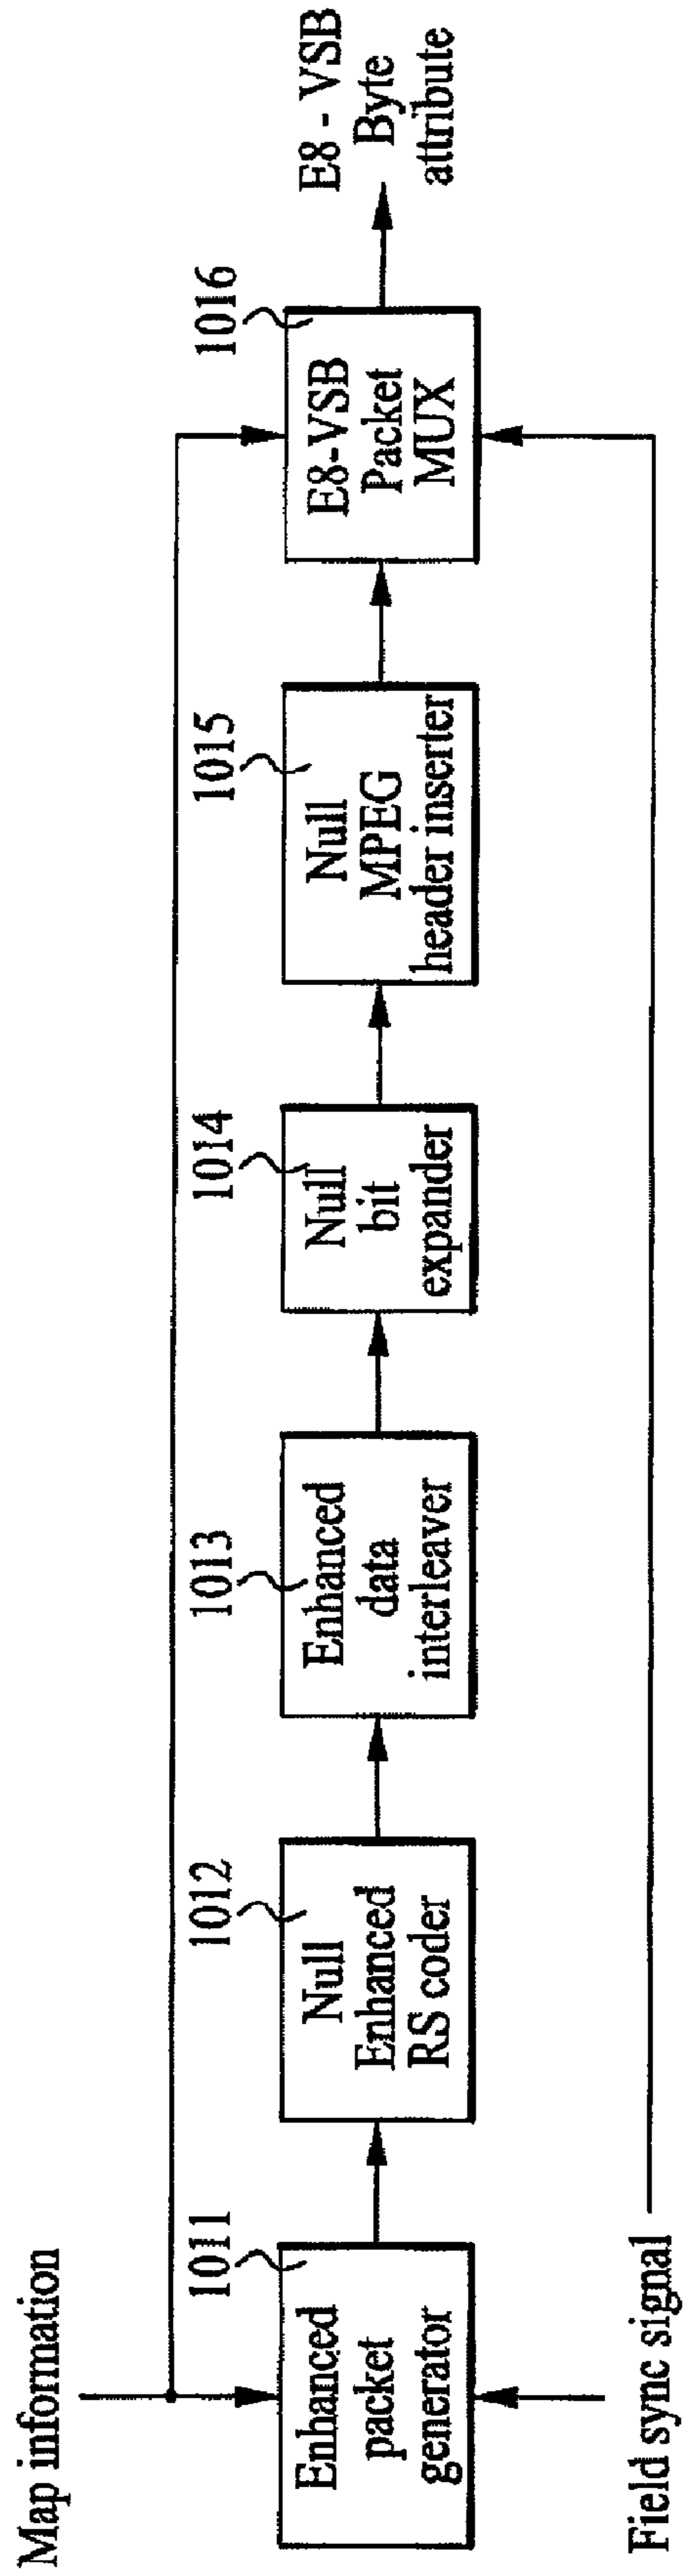 Map information
1011
Enhanced
packet
generator
Field sync signal
1012
Null
Enhanced
RS coder
1013
Enhanced
data
interleaver
1014
Null
bit
expander
1015
Null
MPEG
header inserter
1016
E8-VSB
Packet
MUX
E8 - VSB
Byte
attribute